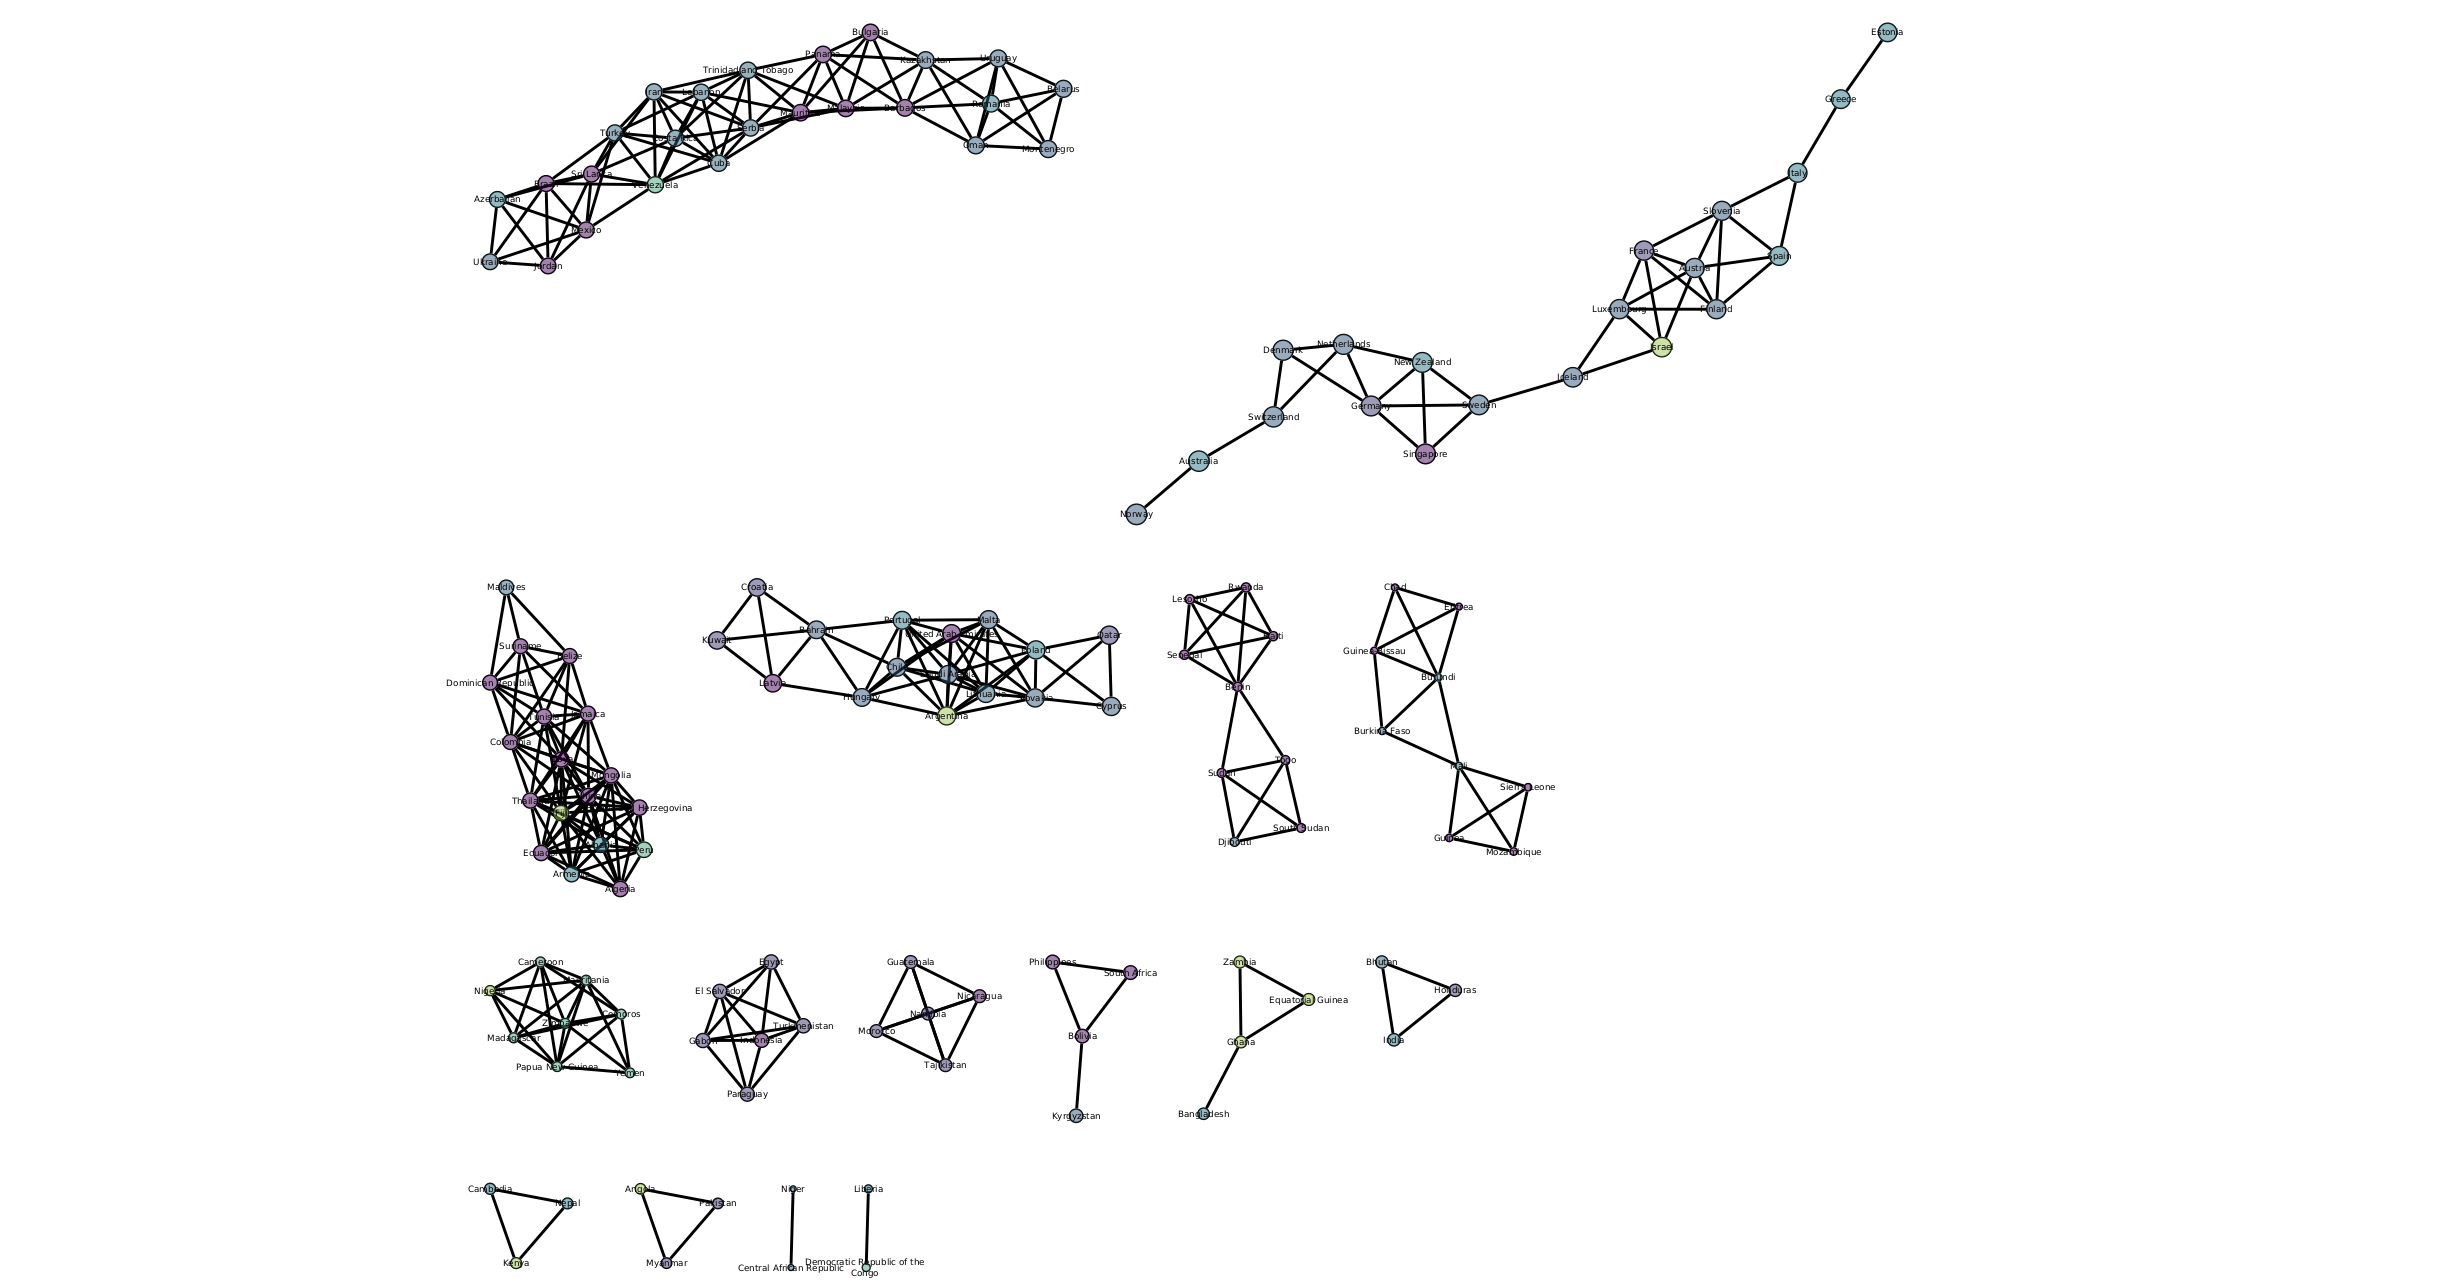 Bulgaria
Estonia
Panama
Kazakhstan
Uruguay
Trinidad and Tobago
Iran
Lebanon
Belarus
Greece
Romania
Malaysia
Barbados
Serbia
Turkey
Costa Rica
Oman
Montenegro
Cuba
Italy
Sri Lanka
Brazil
Venezuela
Azerbaijan
Slovenia
Mexico
France
Spain
Ukraine
Jordan
Austria
Luxembourg
Finland
Denmark
Netherlands
Israel
New Zealand
Iceland
Germany
Sweden
Switzerland
Singapore
Australia
Norway
Maldives
Croatia
Rwanda
Chad
Lesotho
Eritrea
Portugal
Malta
Bahrain
United Arab Emirates
Qatar
Haiti
Kuwait
Suriname
Belize
Poland
Guinea-Bissau
Senegal
Chile
Saudi Arabia
Burundi
Dominican Republic
Latvia
Benin
Hungary
Lithuania
Slovakia
Cyprus
Tunisia
Jamaica
Argentina
Burkina Faso
Colombia
Togo
Mali
Sudan
Mongolia
Sierra Leone
Thailand
Herzegovina
Fiji
South Sudan
Guinea
Djibouti
Albania
Ecuador
Peru
Mozambique
Armenia
Algeria
Cameroon
Egypt
Guatemala
Philippines
Zambia
Bhutan
South Africa
Mauritania
Nigeria
El Salvador
Nicaragua
Honduras
Equatorial Guinea
Comoros
Namibia
Zimbabwe
Turkmenistan
Morocco
Madagascar
Gabon
Indonesia
Bolivia
Ghana
India
Papua New Guinea
Yemen
Tajikistan
Paraguay
Kyrgyzstan
Bangladesh
Cambodia
Angola
Niger
Liberia
Nepal
Pakistan
Kenya
Myanmar
Central African Republic
Democratic Republic of the
Congo